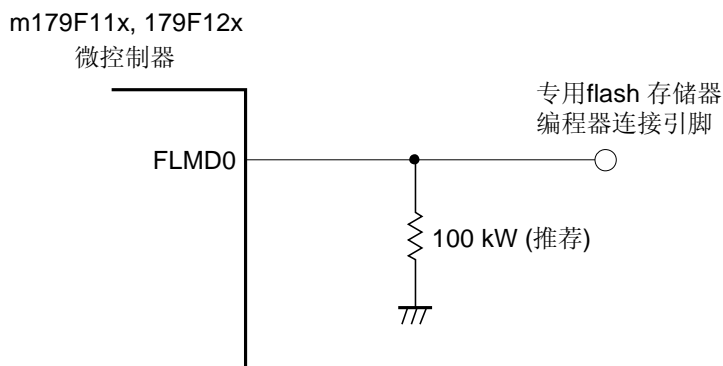 m179F11x, 179F12x
微控制器
专用flash 存储器
编程器连接引脚
FLMD0
100 kW (推荐)